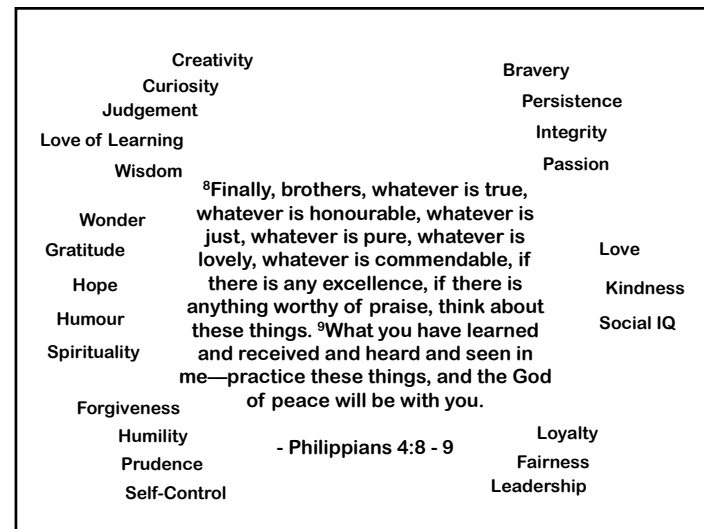 Creativity
Curiosity
Judgement
Love of Learning
Wisdom
Bravery
Persistence
Integrity
Passion
⁸Finally, brothers, whatever is true,
whatever is honourable, whatever is
just, whatever is pure, whatever is
lovely, whatever is commendable, if
there is any excellence, if there is
anything worthy of praise, think about
these things. ⁹What you have learned
and received and heard and seen in
me—practice these things, and the God
of peace will be with you.
- Philippians 4:8 - 9
Wonder
Gratitude
Hope
Humour
Spirituality
Love
Kindness
Social IQ
Forgiveness
Humility
Prudence
Self-Control
Loyalty
Fairness
Leadership